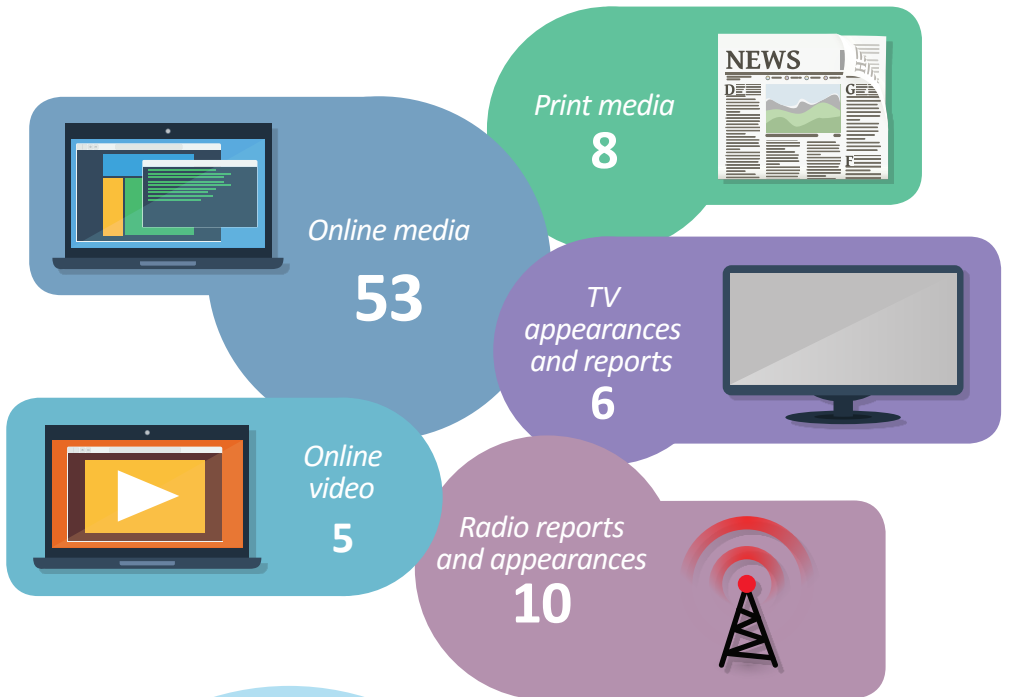 Print media
8
NEWS
D
G
F
Online media
53
TV
appearances
and reports
6
Online
video
5
Radio reports
and appearances
10